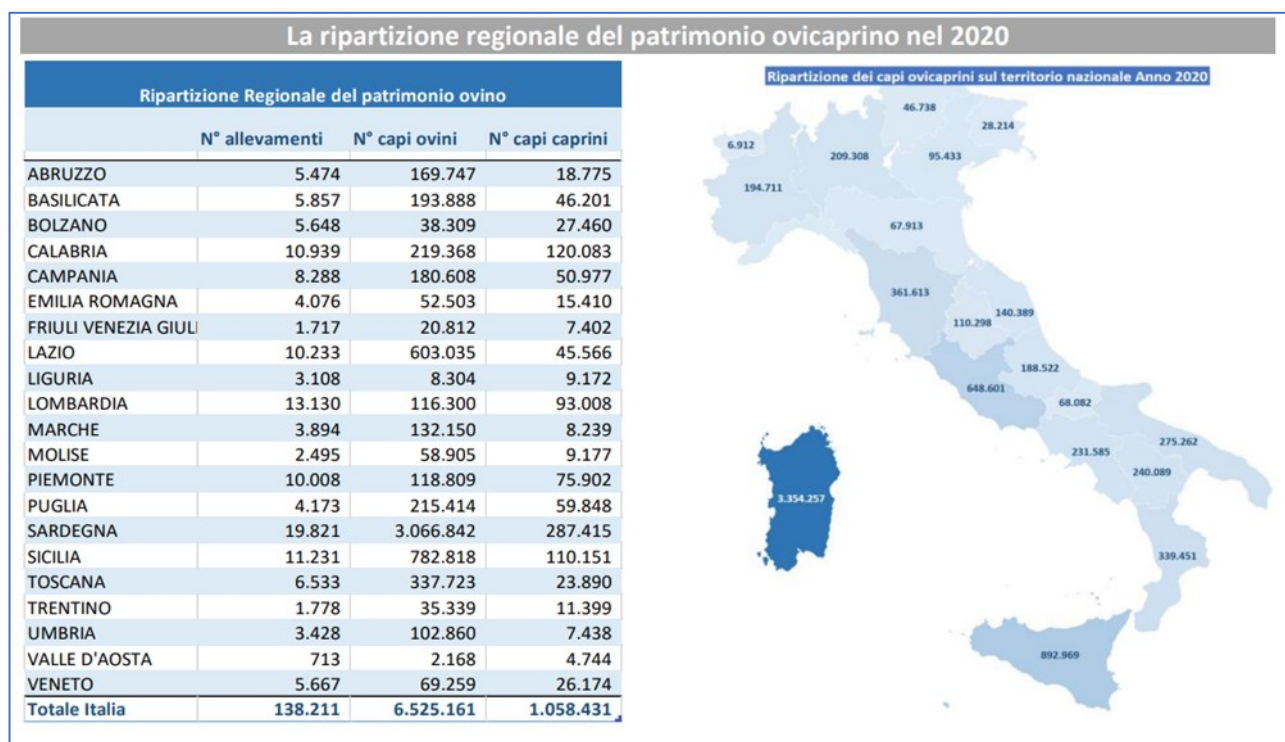 La ripartizione regionale del patrimonio ovicaprino nel 2020
Ripartizione Regionale del patrimonio ovino
N° allevamenti N° capi ovini N° capi caprini
ABRUZZO 5.474 169.747 18.775
BASILICATA 5.857 193.888 46.201
BOLZANO 5.648 38.309 27.460
CALABRIA 10.939 219.368 120.083
CAMPANIA 8.288 180.608 50.977
EMILIA ROMAGNA 4.076 52.503 15.410
FRIULI VENEZIA GIULI 1.717 20.812 7.402
LAZIO 10.233 603.035 45.566
LIGURIA 3.108 8.304 9.172
LOMBARDIA 13.130 116.300 93.008
MARCHE 3.894 132.150 8.239
MOLISE 2.495 58.905 9.177
PIEMONTE 10.008 118.809 75.902
PUGLIA 4.173 215.414 59.848
SARDEGNA 19.821 3.066.842 287.415
SICILIA 11.231 782.818 110.151
TOSCANA 6.533 337.723 23.890
TRENTINO 1.778 35.339 11.399
UMBRIA 3.428 102.860 7.438
VALLE D'AOSTA 713 2.168 4.744
VENETO 5.667 69.259 26.174
Totale Italia 138.211 6.525.161 1.058.431
Ripartizione dei capi ovicaprini sul territorio nazionale Anno 2020
46.738
28.214
6.912
209.308
95.433
194.711
67.913
361.613
140.389
110.298
188.522
648.601
68.082
275.262
231.585
240.089
3.354.257
339.451
892.969